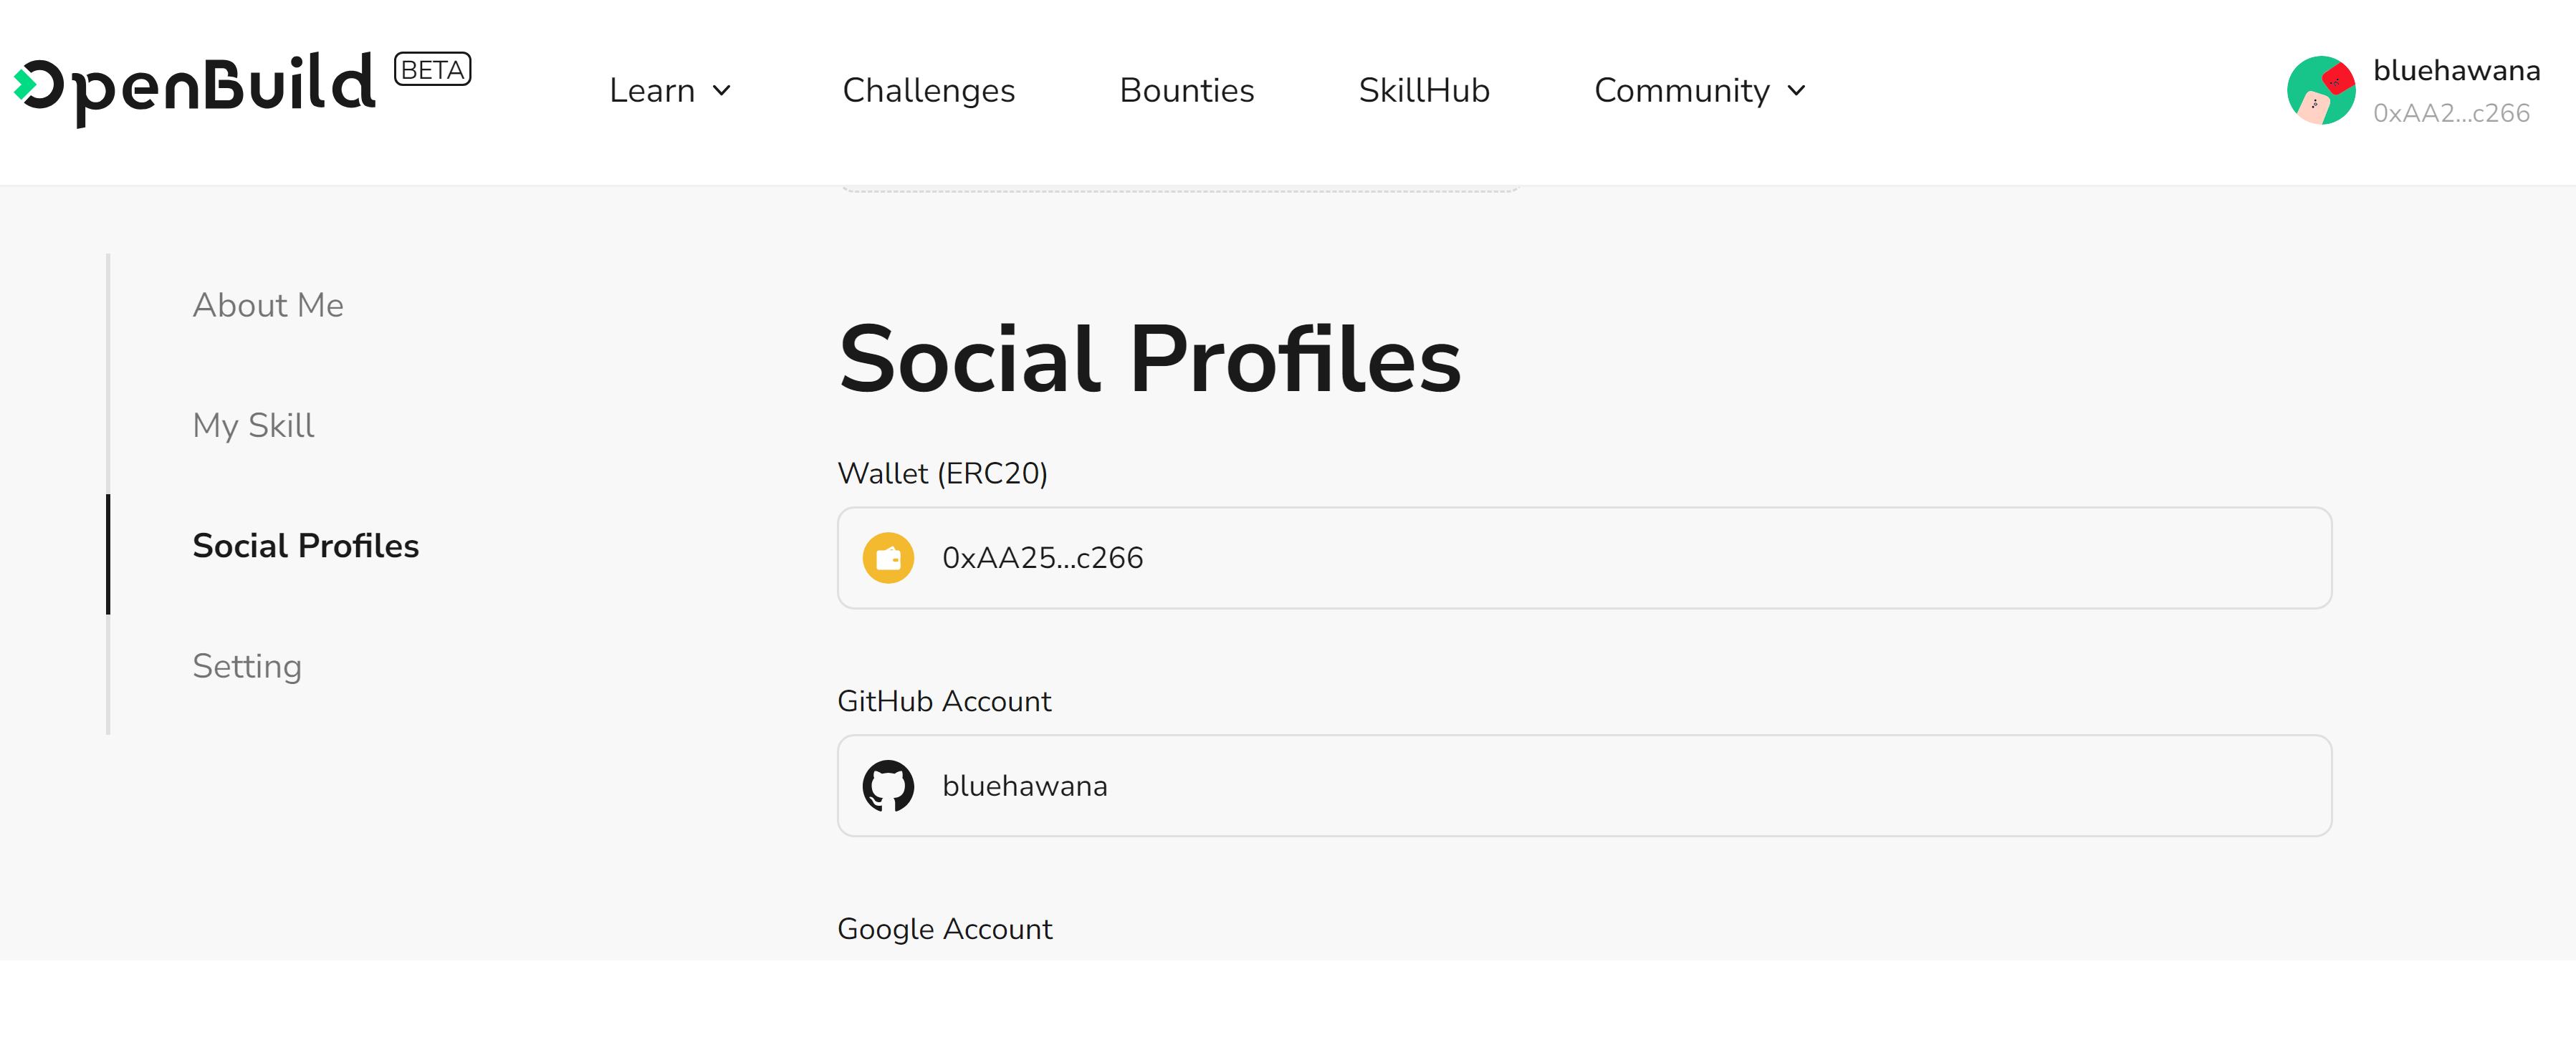 OpenBuild BETA
Learn Challenges Bounties SkillHub Community
bluehawana
0xAA2...c266
About Me
My Skill
Social Profiles
Setting
Social Profiles
Wallet (ERC20)
0xAA25...c266
GitHub Account
bluehawana
Google Account